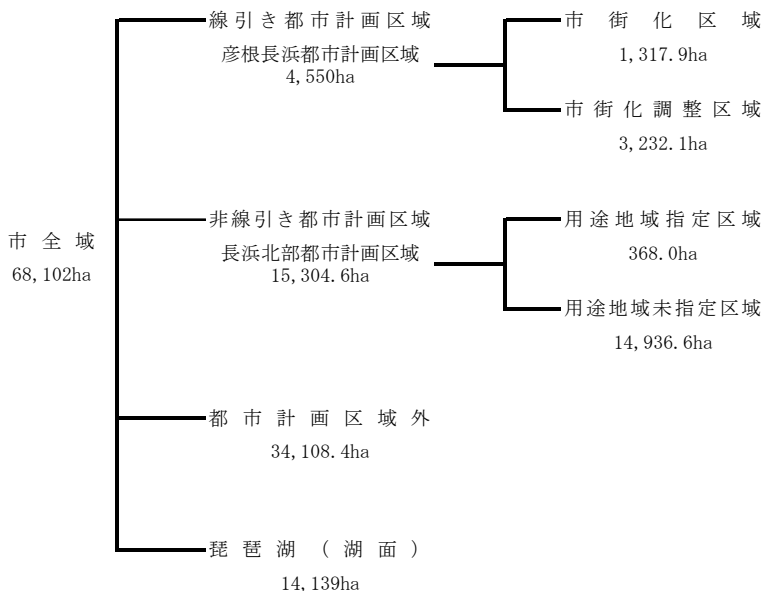 市全域
68,102ha
線引き都市計画区域
彦根長浜都市計画区域
4,550ha
市街化区域
1,317.9ha
市街化調整区域
3,232.1ha
非線引き都市計画区域
長浜北部都市計画区域
15,304.6ha
用途地域指定区域
368.0ha
用途地域未指定区域
14,936.6ha
都市計画区域外
34,108.4ha
琵琶湖(湖面)
14,139ha